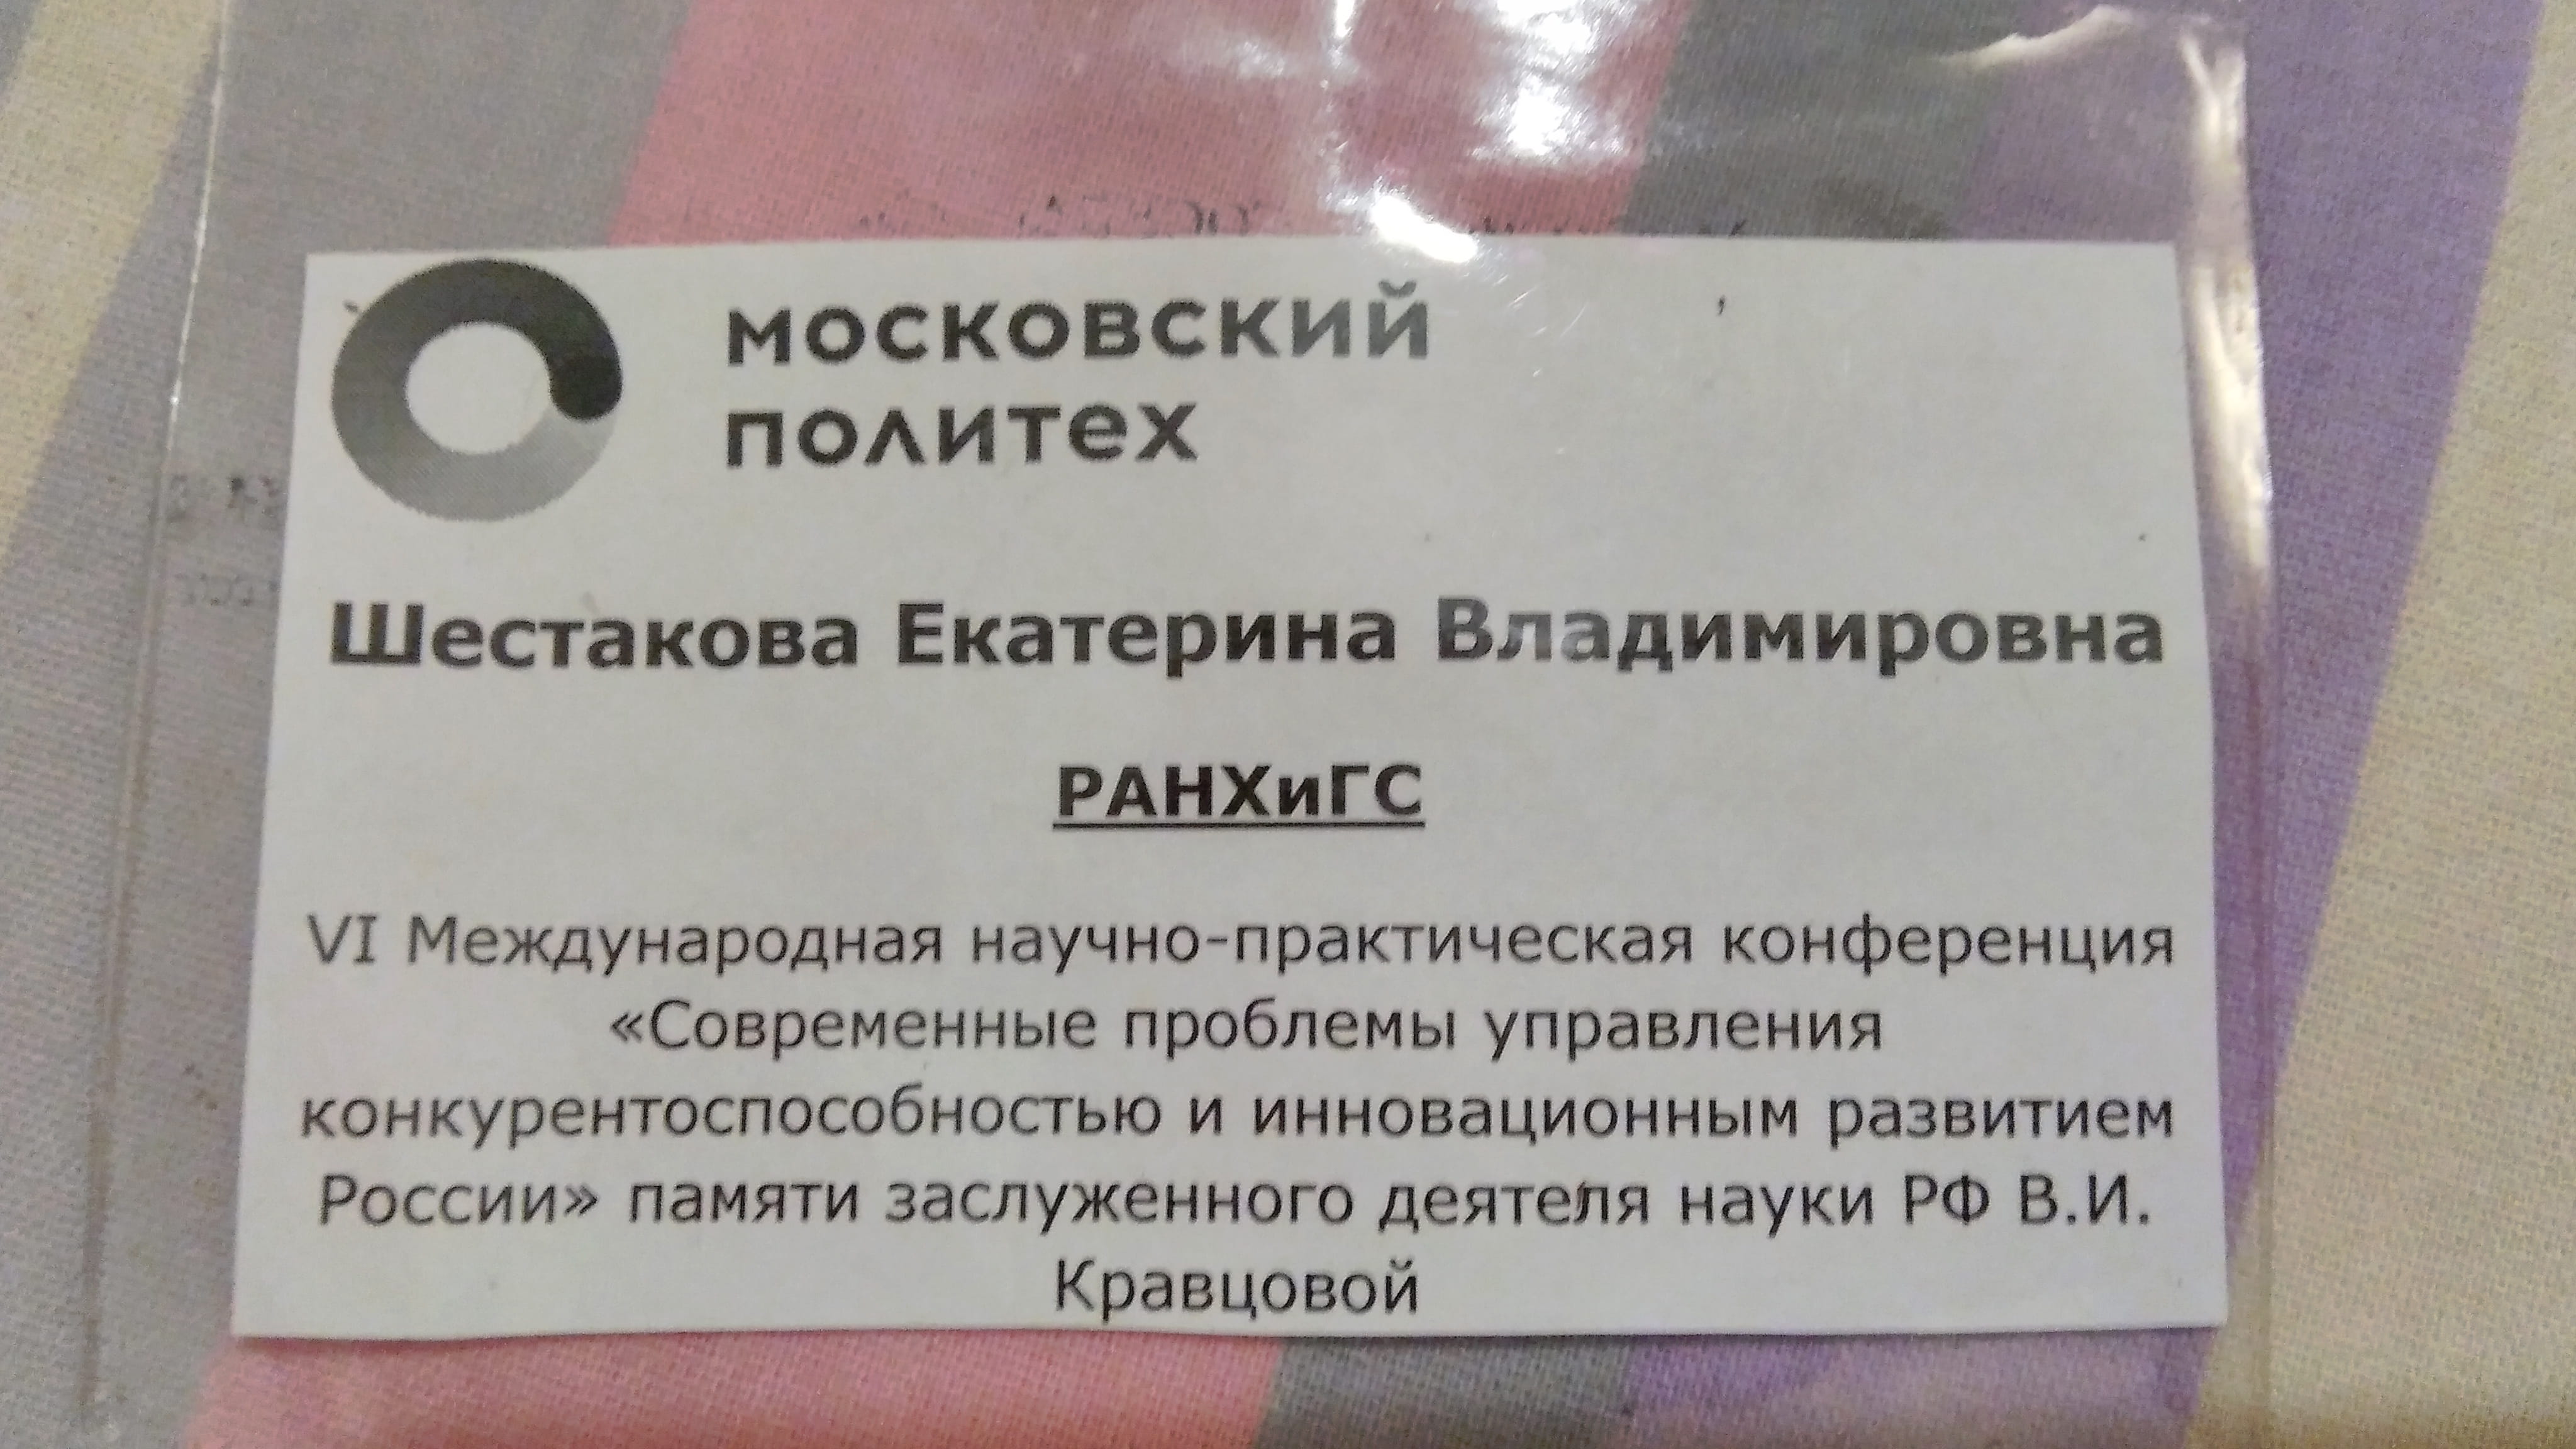 МОСКОВСКИЙ
ПОЛИТЕХ
Шестакова Екатерина Владимировна
РАНХиГС
VI Международная научно-практическая конференция
«Современные проблемы управления
конкурентоспособностью и инновационным развитием
России» памяти заслуженного деятеля науки РФ В.И.
Кравцовой